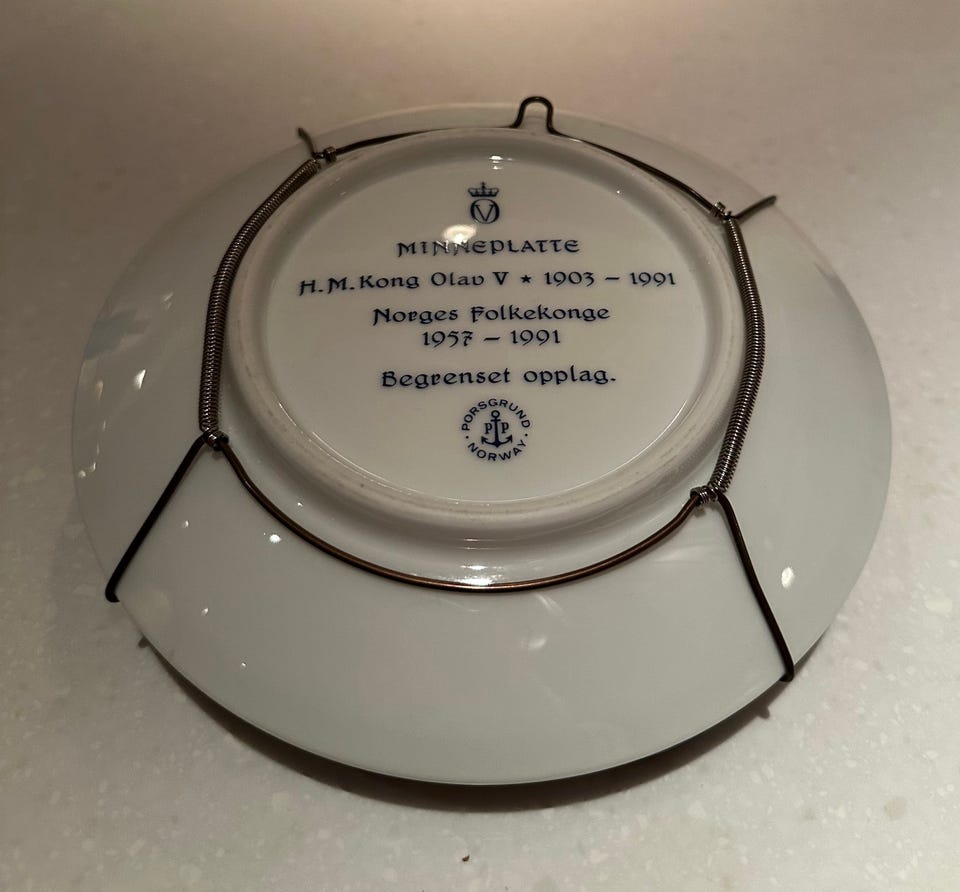 V
MINNEPLATTE
H.M. Kong Olav V ★ 1903 – 1991
Norges Folkekonge
1957 – 1991
Begrenset opplag.
PORSGRUND
PP
NORWAY